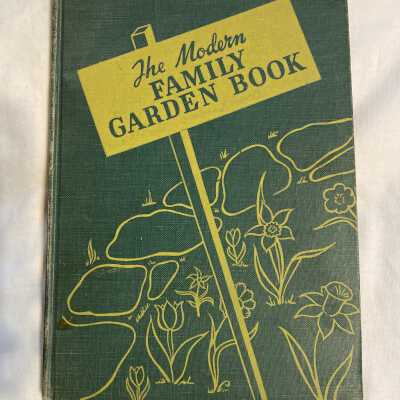 The Modern
FAMILY
GARDEN BOOK